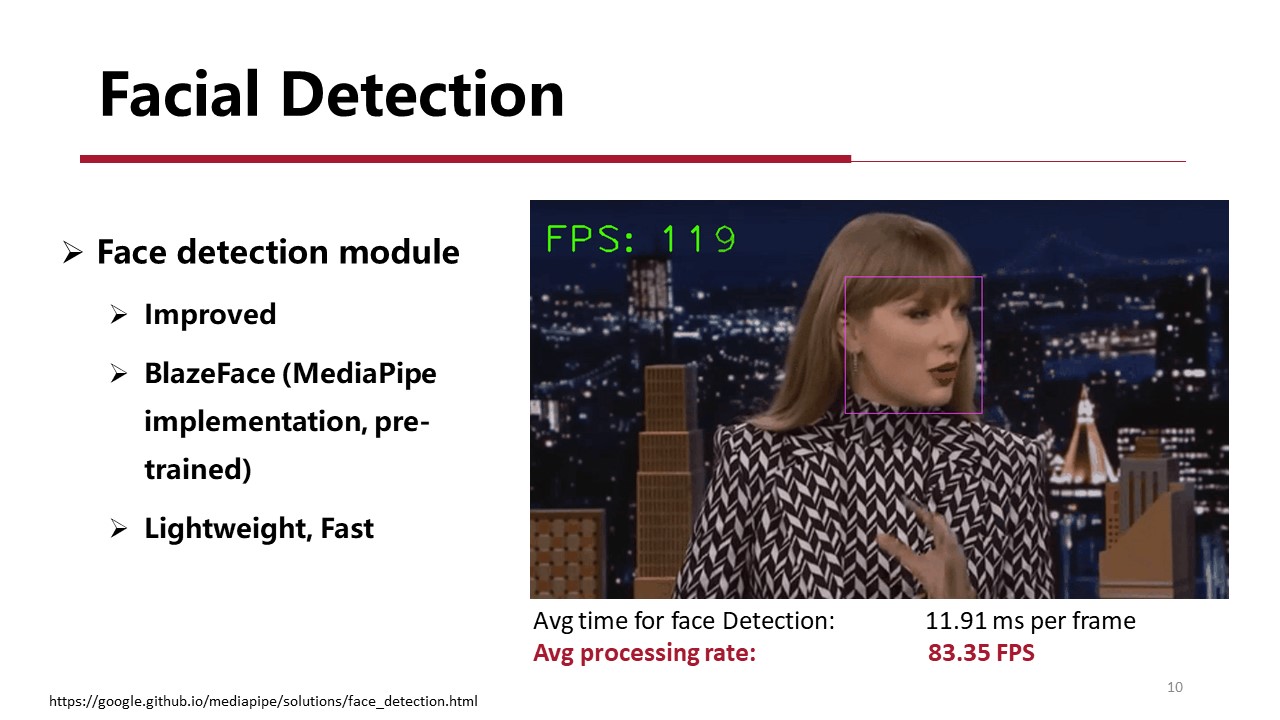 Facial Detection
Face detection module
Improved
BlazeFace (MediaPipe
implementation, pre-
trained)
Lightweight, Fast
FPS: 119
Avg time for face Detection: 11.91 ms per frame
Avg processing rate: 83.35 FPS
https://google.github.io/mediapipe/solutions/face_detection.html
10